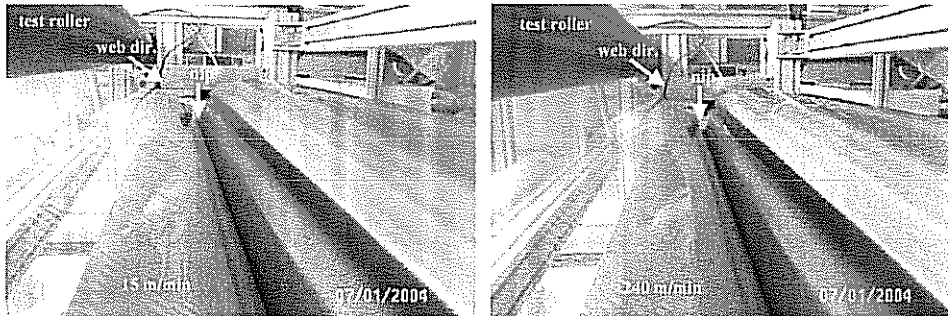 test roller
web dir.
nip
15 m/min
07/01/2004
test roller
web dir.
nip
240 m/min
07/01/2004